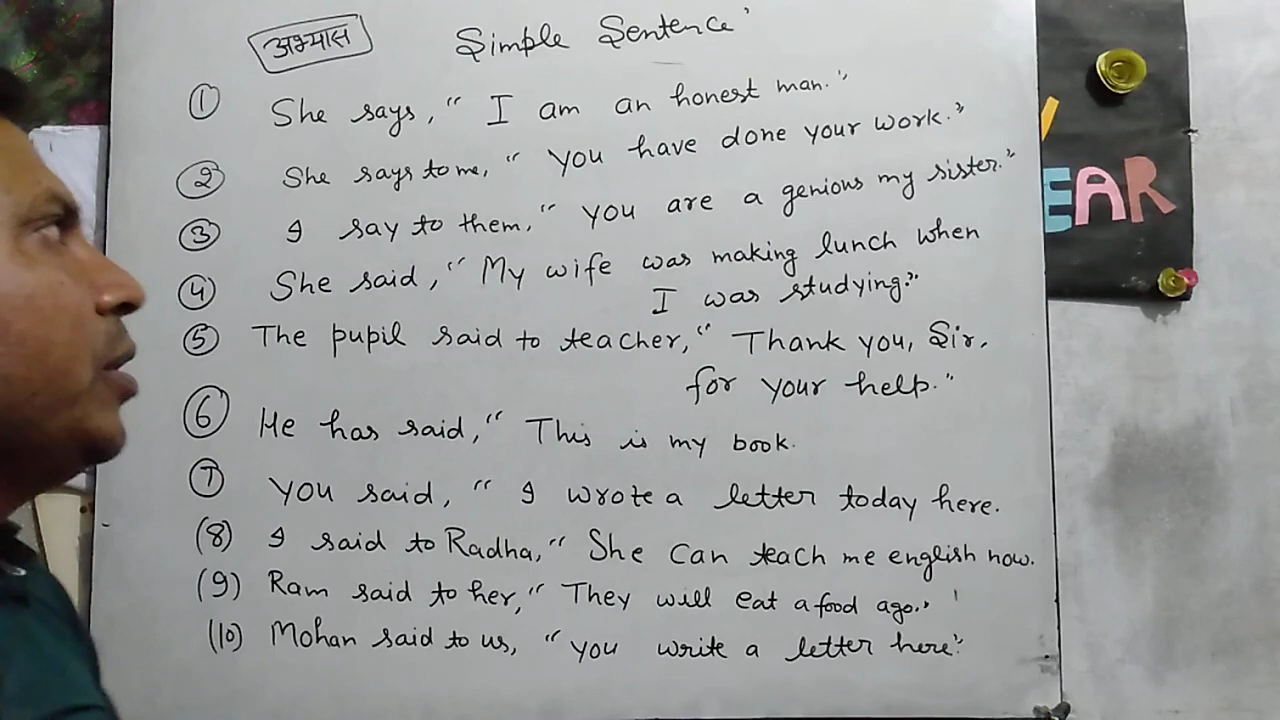 अभ्यास Simple Sentence'
① She says, " I am an honest man."
② She says to me, " you have done your work."
③ I say to them, " you are a genious my sister."
④ She said, " My wife was making lunch when
I was studying."
⑤ The pupil said to teacher, " Thank you, Sir,
for your help."
⑥ He has said, " This is my book.
⑦ You said, " I wrote a letter today here.
(8) I said to Radha, " She can teach me english now.
(9) Ram said to her, " They will eat a food ago."
(10) Mohan said to us, " you write a letter here."
EAR